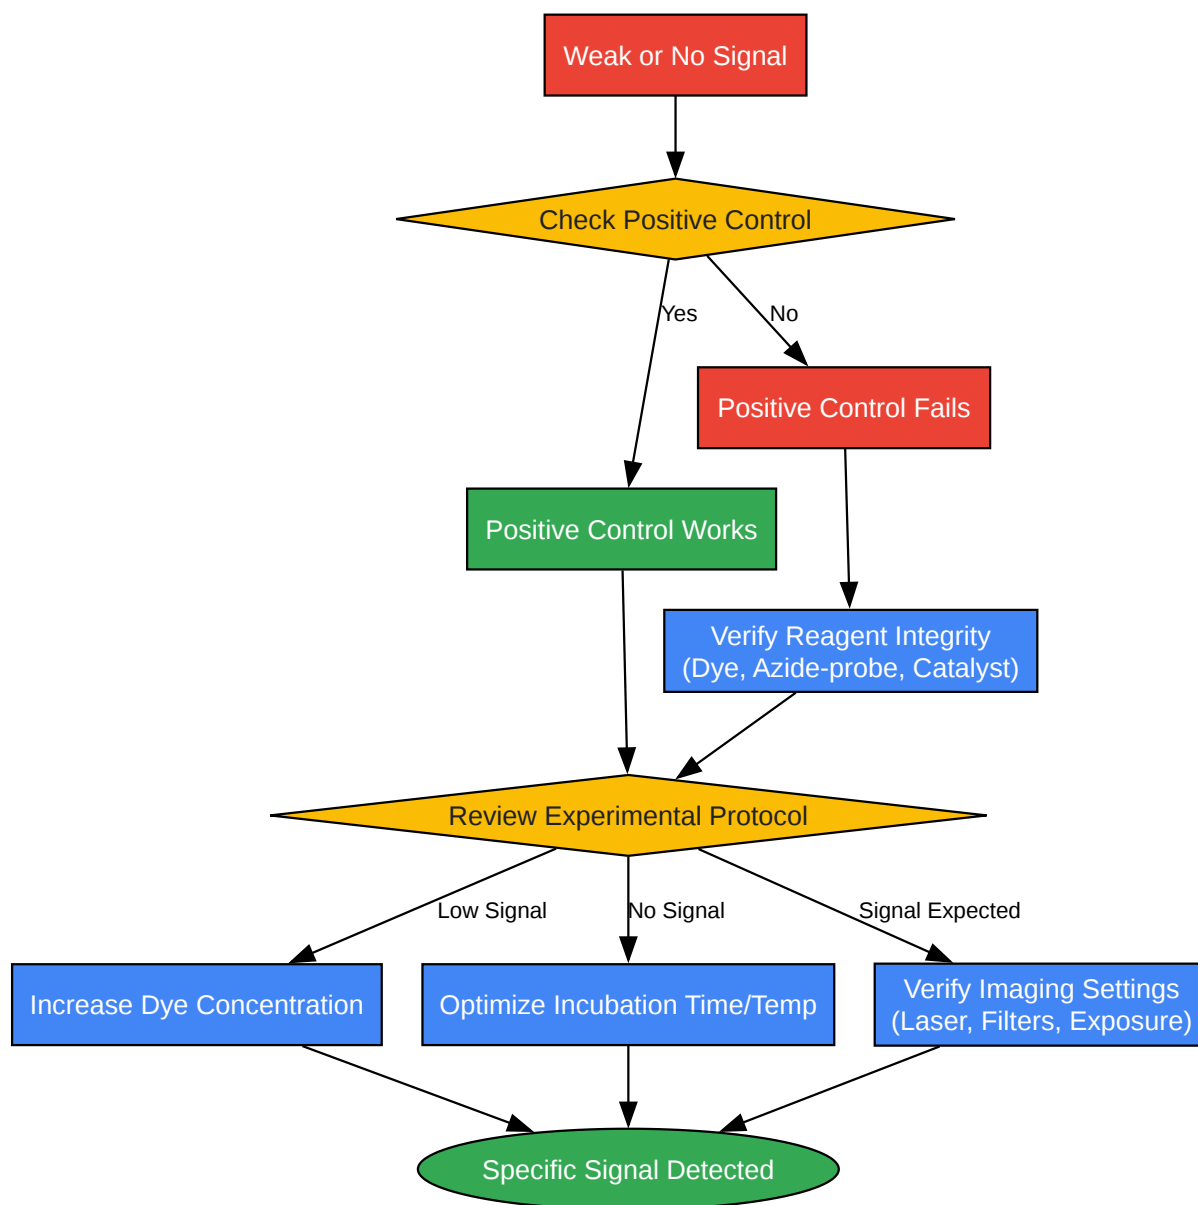 Weak or No Signal
Check Positive Control
Yes
No
Positive Control Fails
Positive Control Works
Verify Reagent Integrity
(Dye, Azide-probe, Catalyst)
Review Experimental Protocol
Low Signal
No Signal
Signal Expected
Increase Dye Concentration
Optimize Incubation Time/Temp
Verify Imaging Settings
(Laser, Filters, Exposure)
Specific Signal Detected